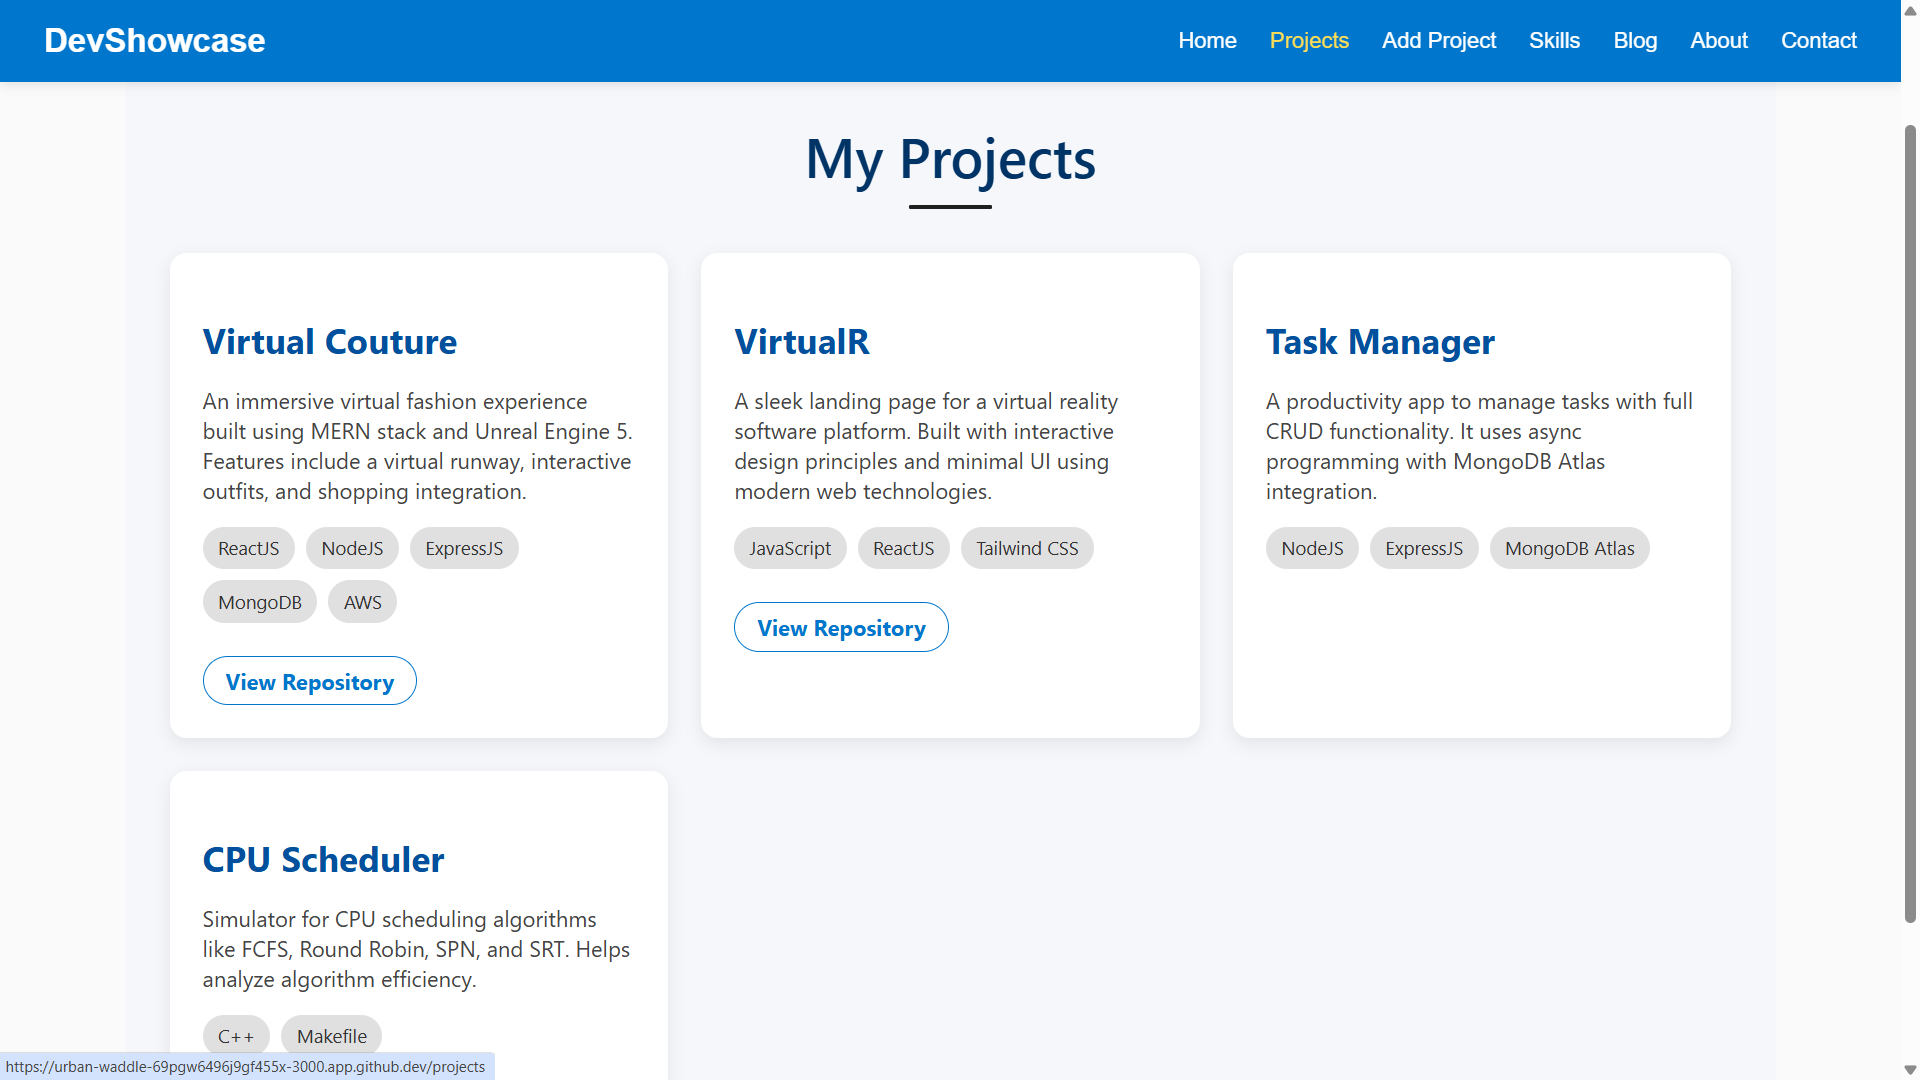 DevShowcase
Home Projects Add Project Skills Blog About Contact
My Projects
Virtual Couture
An immersive virtual fashion experience
built using MERN stack and Unreal Engine 5.
Features include a virtual runway, interactive
outfits, and shopping integration.
ReactJS NodeJS ExpressJS
MongoDB AWS
View Repository
VirtualR
A sleek landing page for a virtual reality
software platform. Built with interactive
design principles and minimal UI using
modern web technologies.
JavaScript ReactJS Tailwind CSS
View Repository
Task Manager
A productivity app to manage tasks with full
CRUD functionality. It uses async
programming with MongoDB Atlas
integration.
NodeJS ExpressJS MongoDB Atlas
CPU Scheduler
Simulator for CPU scheduling algorithms
like FCFS, Round Robin, SPN, and SRT. Helps
analyze algorithm efficiency.
C++ Makefile
https://urban-waddle-69pgw6496j9gf455x-3000.app.github.dev/projects